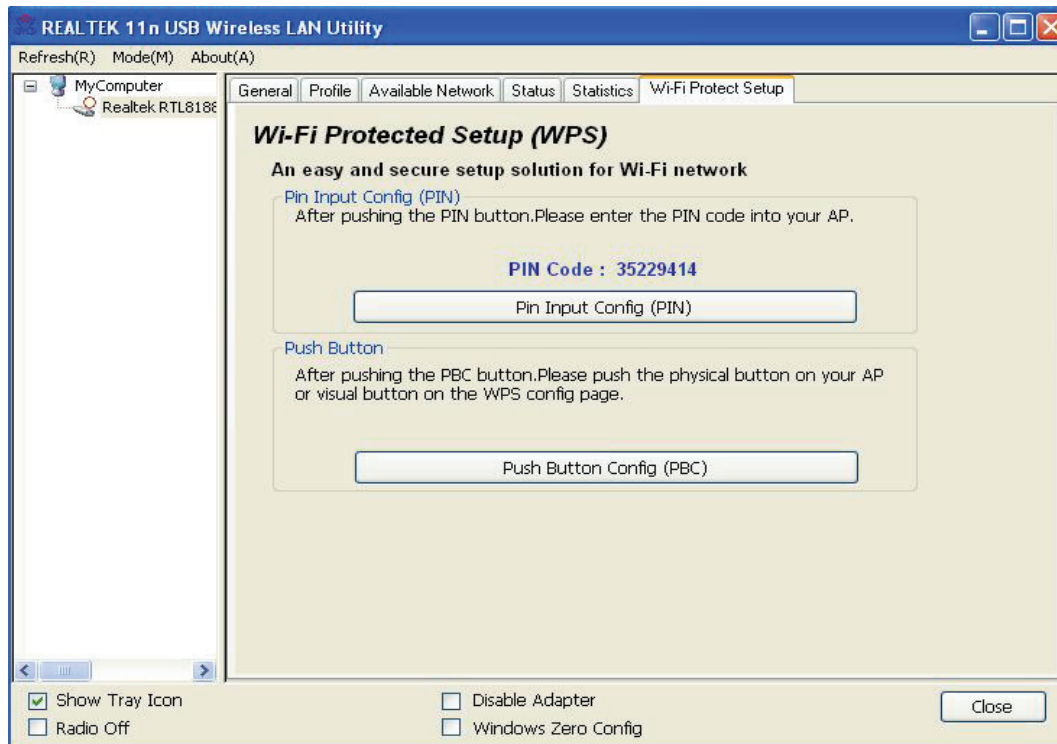 REALTEK 11n USB Wireless LAN Utility
Refresh(R) Mode(M) About(A)
MyComputer
Realtek RTL8188
General Profile Available Network Status Statistics Wi-Fi Protect Setup
Wi-Fi Protected Setup (WPS)
An easy and secure setup solution for Wi-Fi network
Pin Input Config (PIN)
After pushing the PIN button.Please enter the PIN code into your AP.
PIN Code : 35229414
Pin Input Config (PIN)
Push Button
After pushing the PBC button.Please push the physical button on your AP
or visual button on the WPS config page.
Push Button Config (PBC)
Show Tray Icon
Disable Adapter
Close
Radio Off
Windows Zero Config